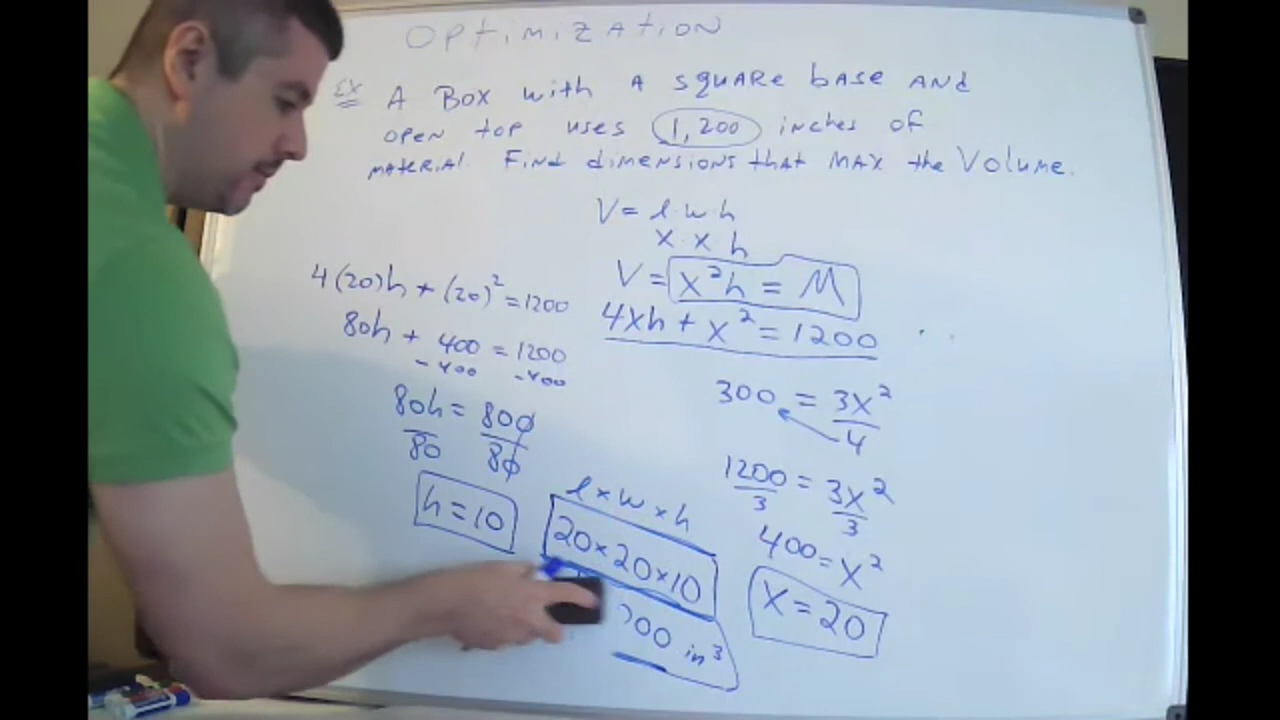 Optimization
Ex A Box with A square base and
open top uses 1,200 inches of
material. Find dimensions that max the Volume.
V = l·w·h
x·x·h
V = x²h = M
4xh + x² = 1200
300 = 3x²/4
1200/3 = 3x²/3
400 = x²
x = 20
4(20)h + (20)² = 1200
80h + 400 = 1200
-400 -400
80h/80 = 800/80
h = 10
l × w × h
20×20×10
00 in³